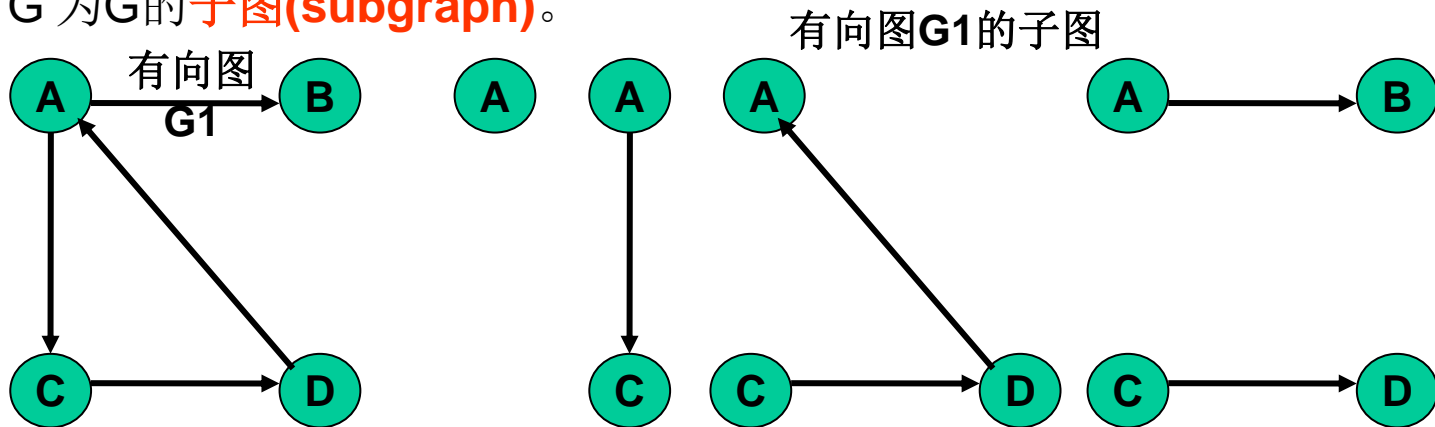 G 为G的子图(subgraph)。
有向图G1的子图
有向图
G1
A B A A A A B
C D C C D C D